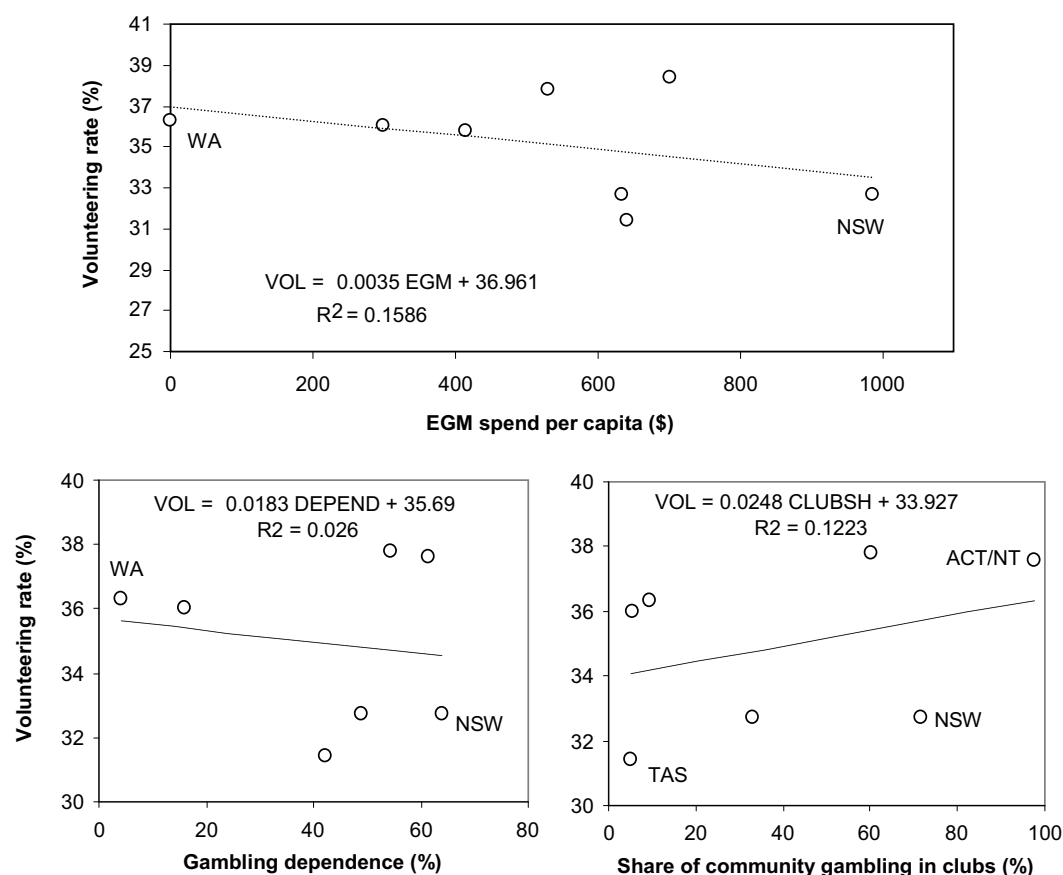 41
39
37
35
33
31
29
27
25
Volunteering rate (%)
WA
NSW
VOL = 0.0035 EGM + 36.961
R2 = 0.1586
0 200 400 600 800 1000
EGM spend per capita ($)
40
38
36
34
32
30
Volunteering rate (%)
VOL = 0.0183 DEPEND + 35.69
R2 = 0.026
WA
NSW
0 20 40 60 80
Gambling dependence (%)
40
38
36
34
32
30
VOL = 0.0248 CLUBSH + 33.927
R2 = 0.1223
ACT/NT
NSW
TAS
0 20 40 60 80 100
Share of community gambling in clubs (%)